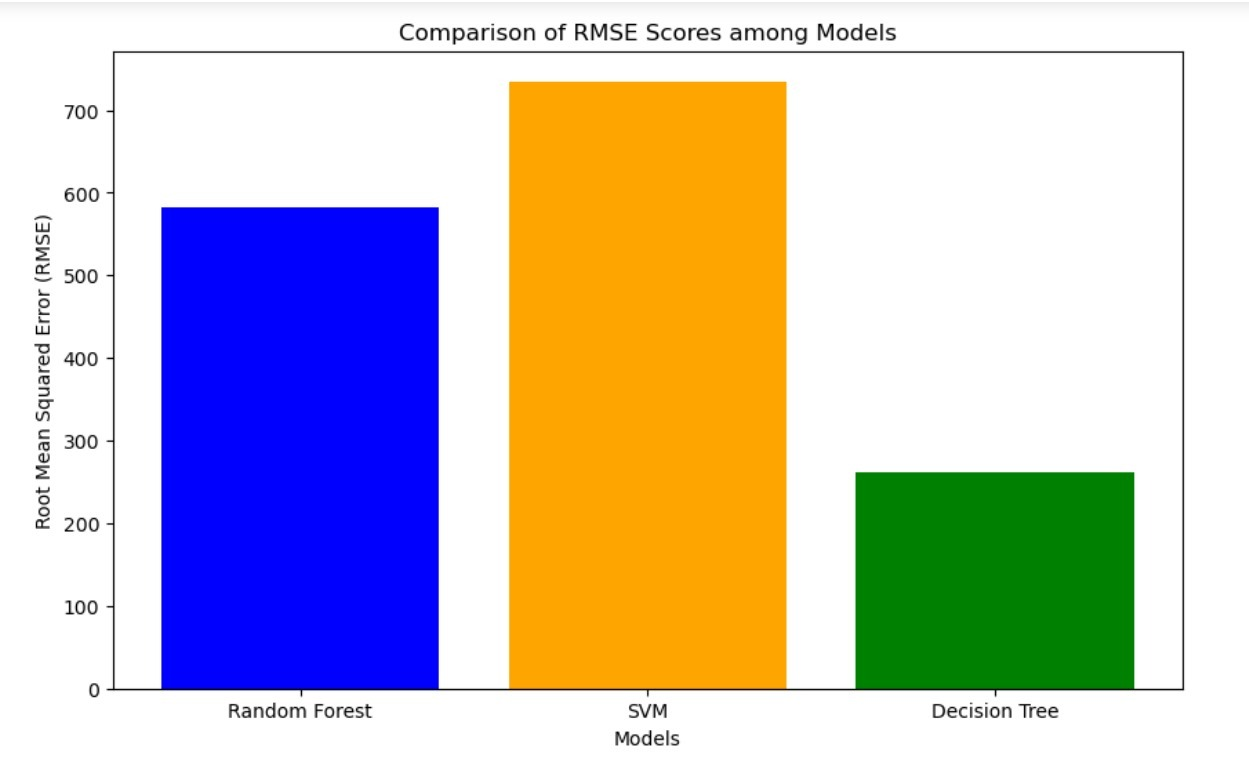 Comparison of RMSE Scores among Models
Root Mean Squared Error (RMSE)
700
600
500
400
300
200
100
0
Random Forest
SVM
Decision Tree
Models